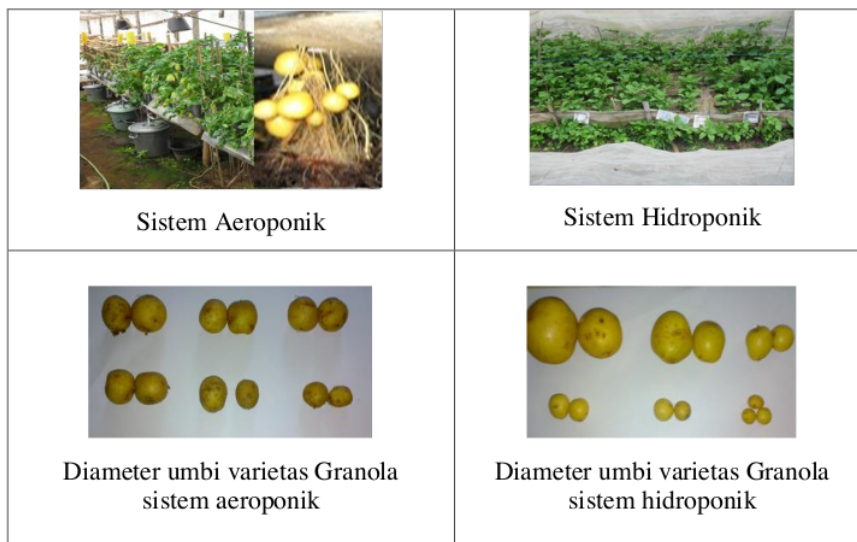 Sistem Aeroponik
Sistem Hidroponik
Diameter umbi varietas Granola
sistem aeroponik
Diameter umbi varietas Granola
sistem hidroponik